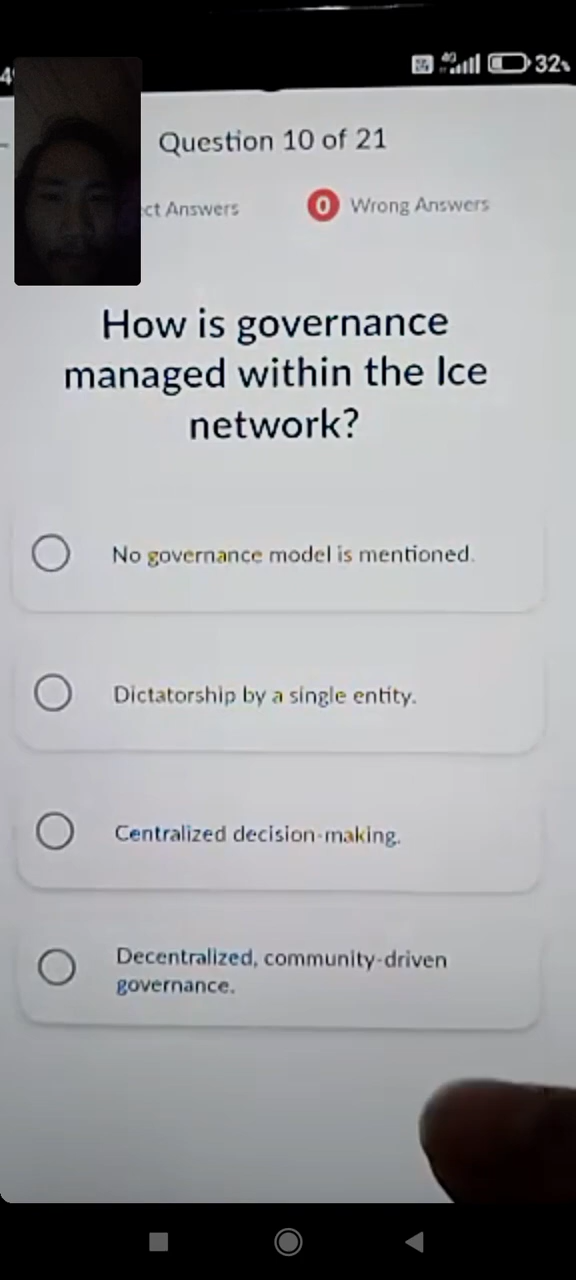 4G 32%
Question 10 of 21
ct Answers 0 Wrong Answers
How is governance
managed within the Ice
network?
No governance model is mentioned.
Dictatorship by a single entity.
Centralized decision-making.
Decentralized, community-driven
governance.